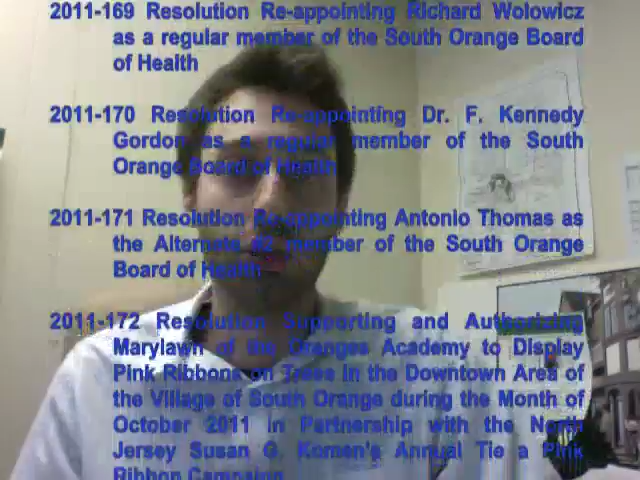 2011-169 Resolution Re-appointing Richard Wolowicz
as a regular member of the South Orange Board
of Health
2011-170 Resolution Re-appointing Dr. F. Kennedy
Gordon as a regular member of the South
Orange Board of Health
2011-171 Resolution Re-appointing Antonio Thomas as
the Alternate #2 member of the South Orange
Board of Health
2011-172 Resolution Supporting and Authorizing
Marylawn of the Oranges Academy to Display
Pink Ribbons on Trees in the Downtown Area of
the Village of South Orange during the Month of
October 2011 in Partnership with the North
Jersey Susan G. Komen's Annual Tie a Pink
Ribbon Campaign